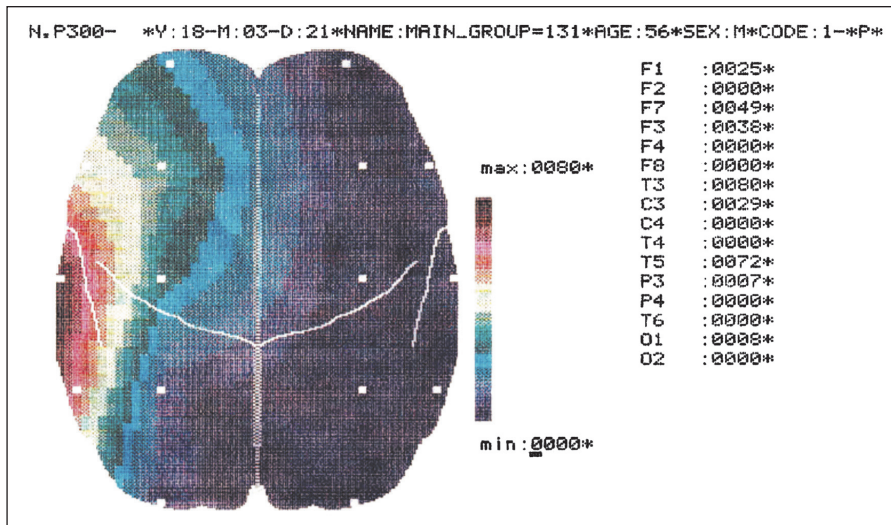 N.P300- *Y:18-M:03-D:21*NAME:MAIN_GROUP=131*AGE:56*SEX:M*CODE:1-*P*
F1 :0025*
F2 :0000*
F7 :0049*
F3 :0038*
F4 :0000*
F8 :0000*
T3 :0080*
C3 :0029*
C4 :0000*
T4 :0000*
T5 :0072*
P3 :0007*
P4 :0000*
T6 :0000*
O1 :0008*
O2 :0000*
max:0080*
min:0000*